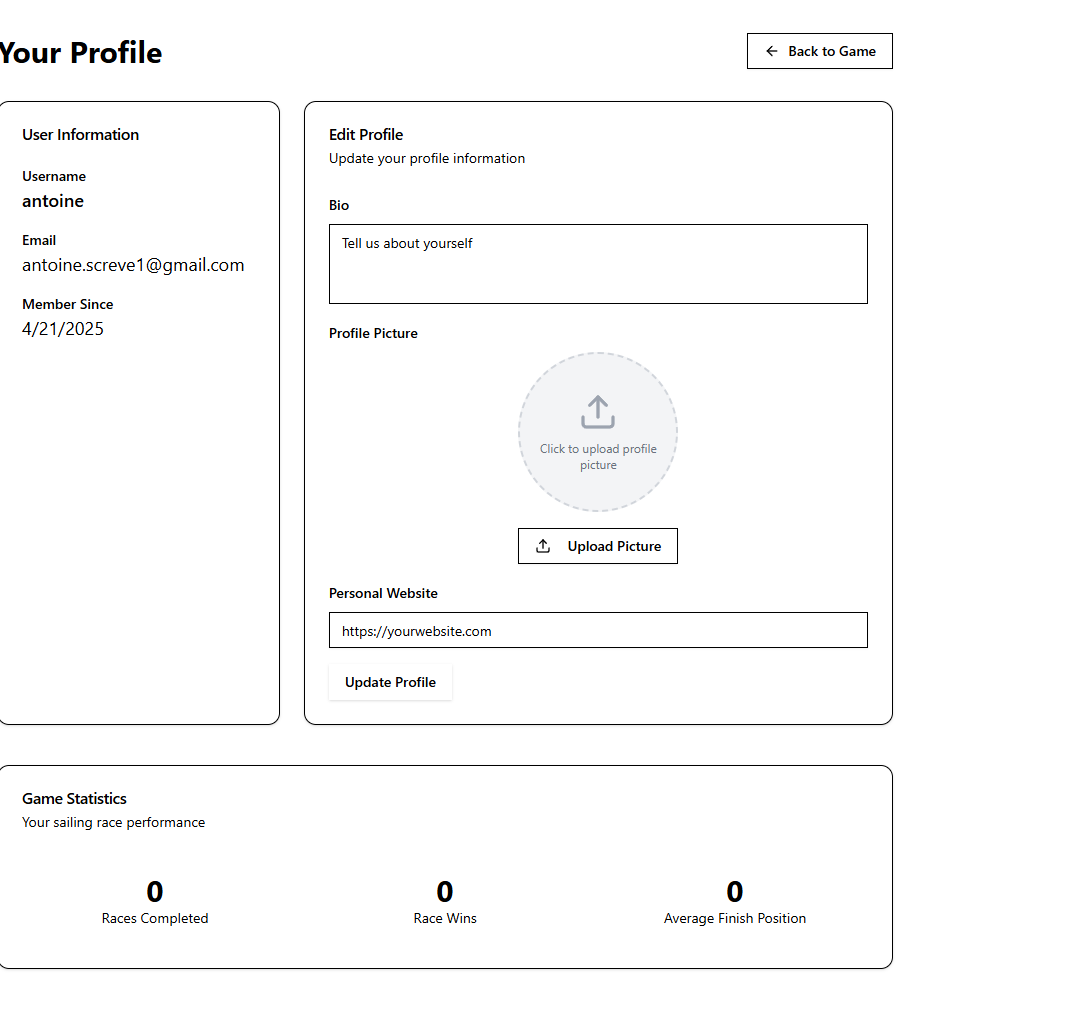 Your Profile
Back to Game
User Information
Username
antoine
Email
antoine.screve1@gmail.com
Member Since
4/21/2025
Edit Profile
Update your profile information
Bio
Tell us about yourself
Profile Picture
Click to upload profile
picture
Upload Picture
Personal Website
https://yourwebsite.com
Update Profile
Game Statistics
Your sailing race performance
0
Races Completed
0
Race Wins
0
Average Finish Position